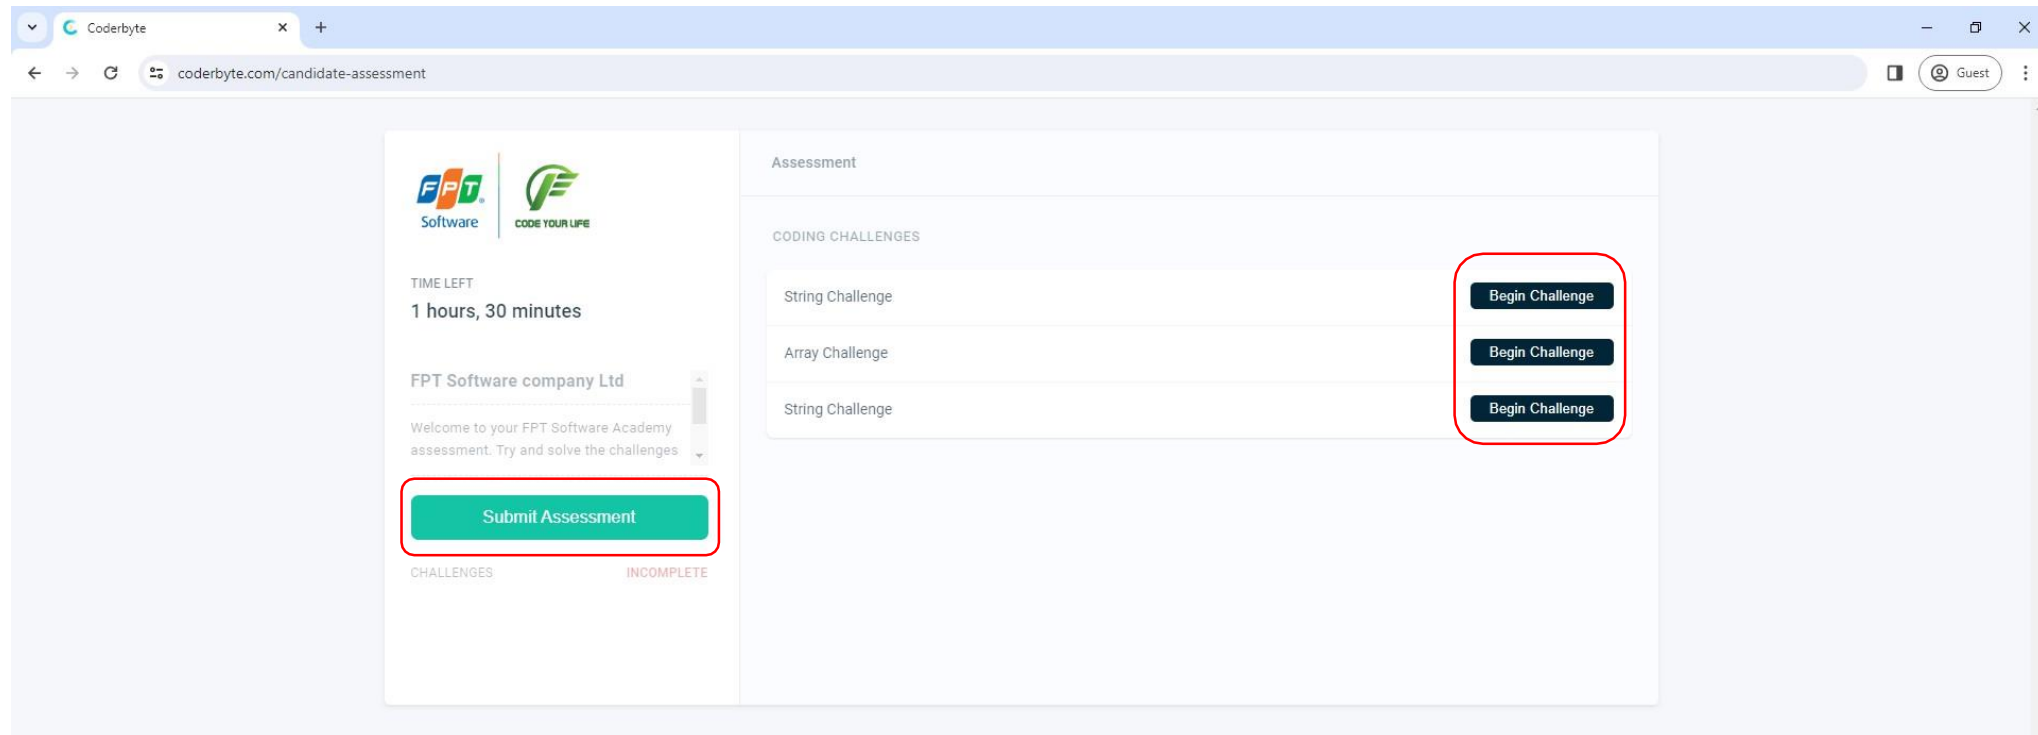 Coderbyte
coderbyte.com/candidate-assessment
Guest
FPT
Software
CODE YOUR LIFE
TIME LEFT
1 hours, 30 minutes
FPT Software company Ltd
Welcome to your FPT Software Academy
assessment. Try and solve the challenges
Submit Assessment
CHALLENGES INCOMPLETE
Assessment
CODING CHALLENGES
String Challenge Begin Challenge
Array Challenge Begin Challenge
String Challenge Begin Challenge